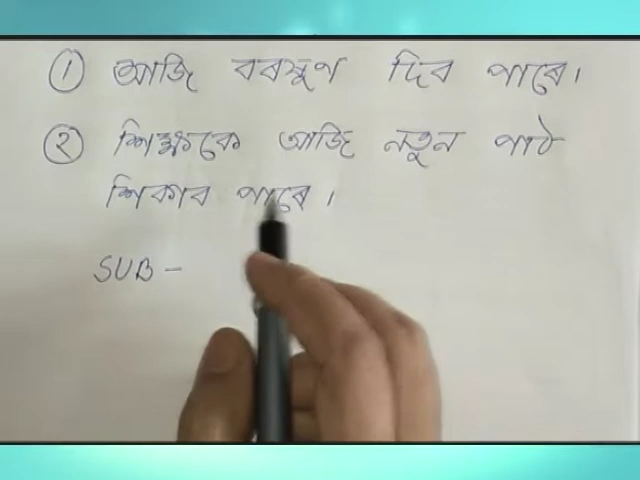 ① আজি বৰষুণ দিব পাৰে।
② শিক্ষকে আজি নতুন পাঠ
শিকাব পাৰে।
SUB -